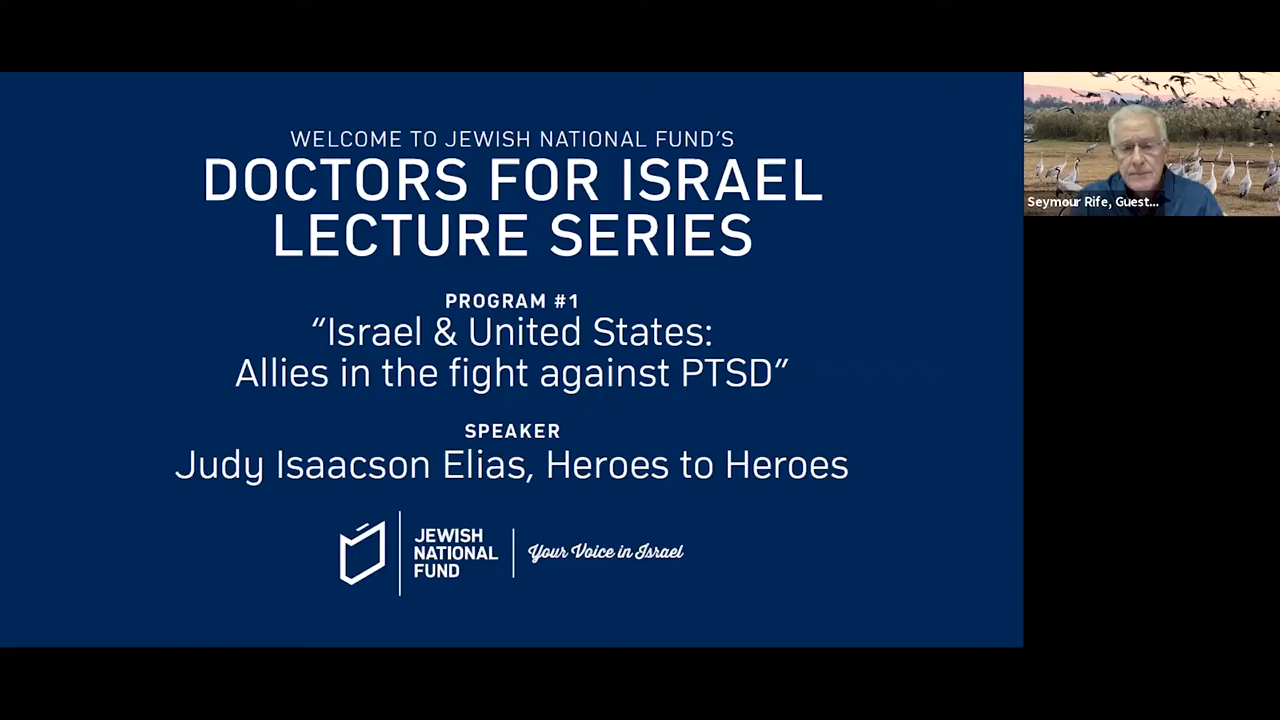 WELCOME TO JEWISH NATIONAL FUND'S
DOCTORS FOR ISRAEL
LECTURE SERIES
PROGRAM #1
“Israel & United States:
Allies in the fight against PTSD”
SPEAKER
Judy Isaacson Elias, Heroes to Heroes
JEWISH
NATIONAL
FUND
Your Voice in Israel
Seymour Rife, Guest...